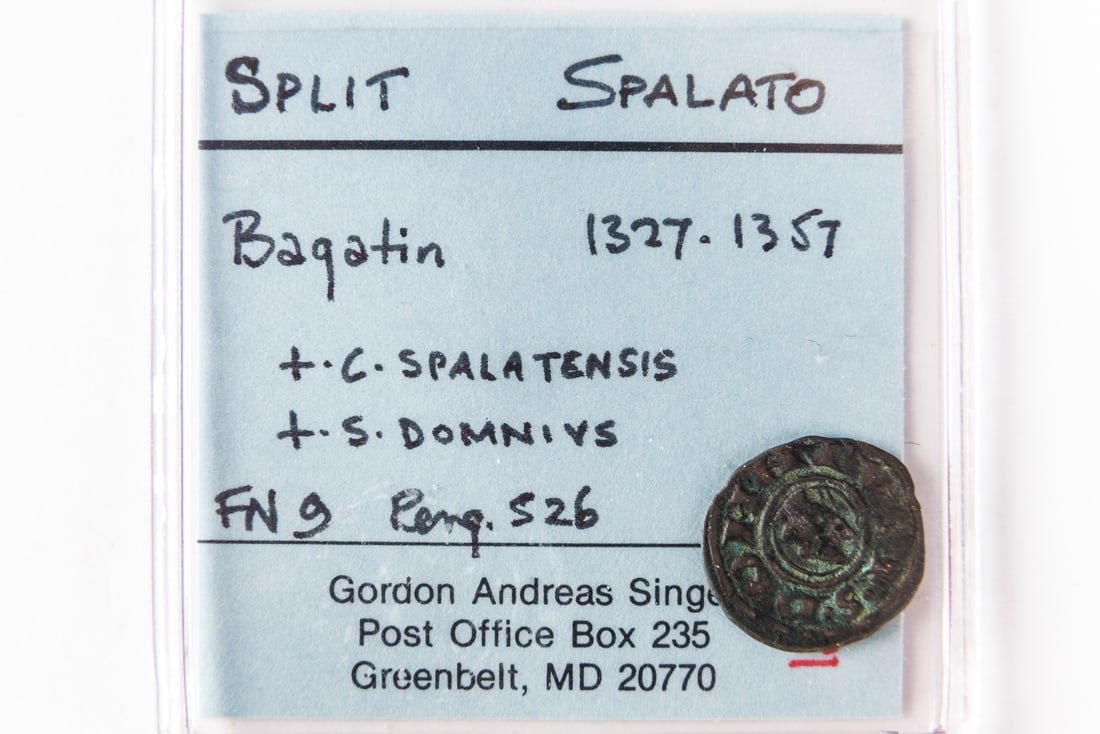 SPLIT SPALATO
Bagatin 1327-1357
+.C.SPALATENSIS
+.S.DOMNIVS
FN 9 Reng. S26
Gordon Andreas Singe
Post Office Box 235
Greenbelt, MD 20770